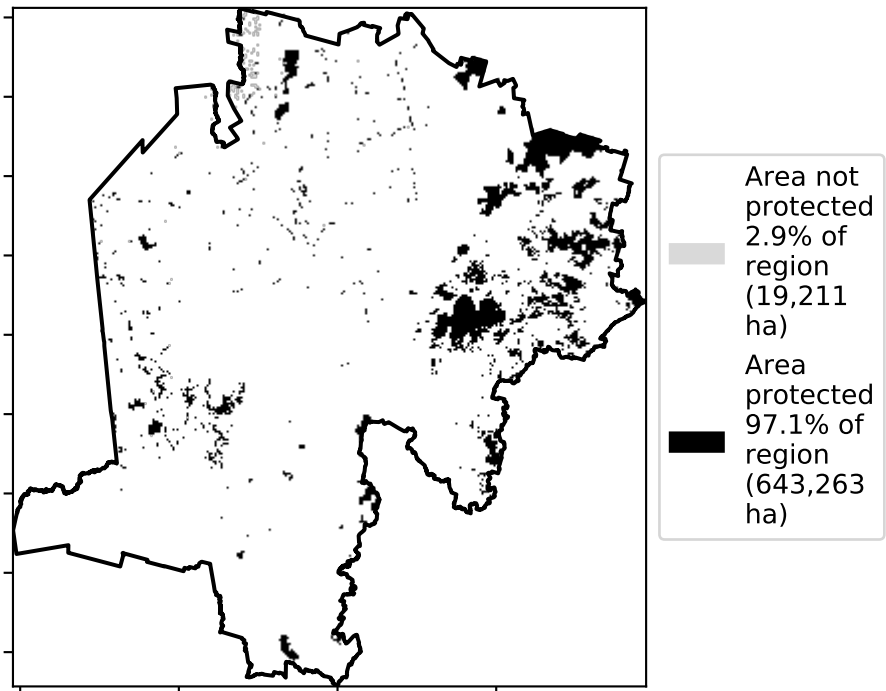 Area not
protected
2.9% of
region
(19,211
ha)
Area
protected
97.1% of
region
(643,263
ha)